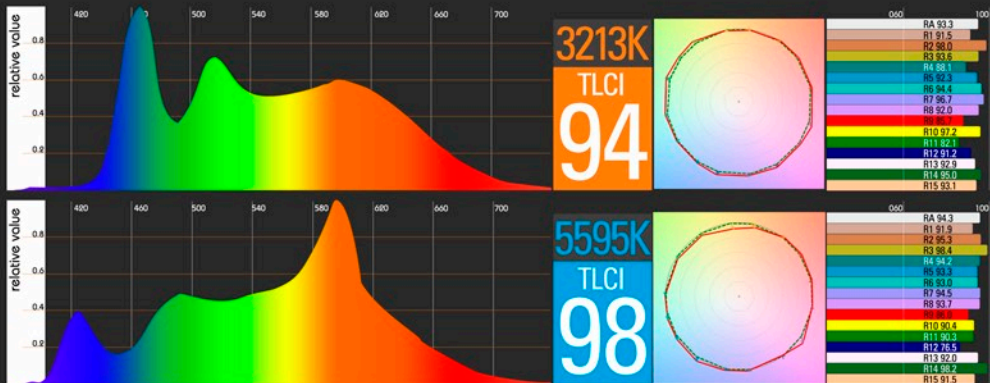 relative value
420 460 500 540 580 620 660 700
0.8
0.6
0.4
0.2
3213K
TLCI
94
060 100
RA 93.3
R1 91.5
R2 98.0
R3 93.6
R4 88.1
R5 92.3
R6 94.4
R7 96.7
R8 92.0
R9 85.7
R10 97.2
R11 82.1
R12 91.2
R13 92.9
R14 95.0
R15 93.1
relative value
420 460 500 540 580 620 660 700
0.8
0.6
0.4
0.2
5595K
TLCI
98
060 100
RA 94.3
R1 91.9
R2 95.3
R3 98.4
R4 94.2
R5 93.3
R6 93.0
R7 94.5
R8 93.7
R10 90.4
R11 90.3
R12 76.5
R13 92.0
R14 98.2
R15 91.5